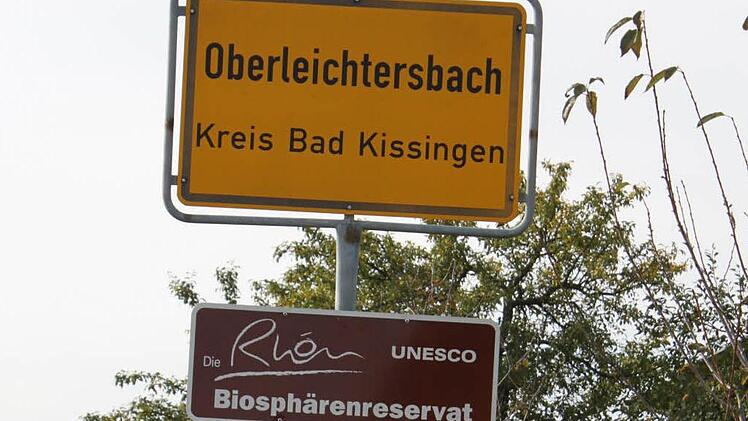 Oberleichtersbach
Kreis Bad Kissingen
Die Rhön UNESCO
Biosphärenreservat